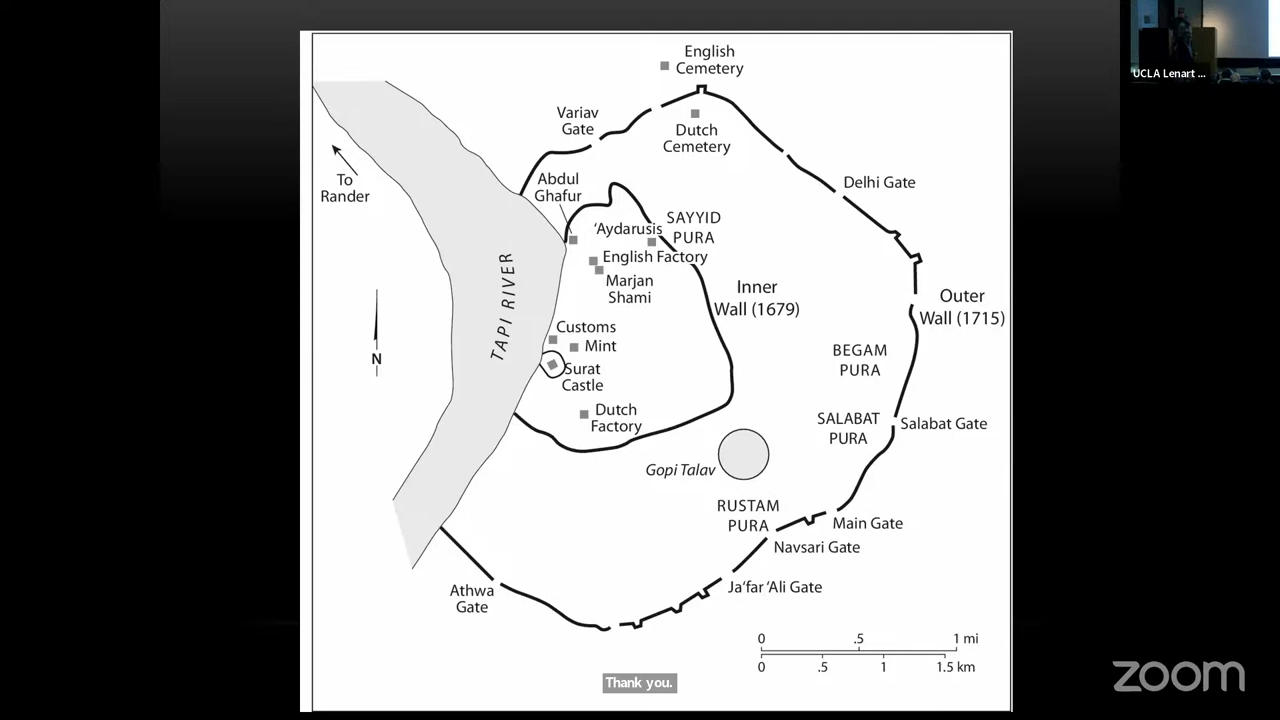 English
Cemetery
UCLA Lenart ...
Variav
Gate
Dutch
Cemetery
To
Rander
Abdul
Ghafur
Delhi Gate
'Aydarusis
SAYYID
PURA
English Factory
Marjan
Shami
TAPI RIVER
Inner
Wall (1679)
Outer
Wall (1715)
N
Customs
Mint
Surat
Castle
BEGAM
PURA
Dutch
Factory
SALABAT
PURA
Salabat Gate
Gopi Talav
RUSTAM
PURA
Main Gate
Navsari Gate
Ja'far 'Ali Gate
Athwa
Gate
0 .5 1 mi
0 .5 1 1.5 km
Thank you.
zoom